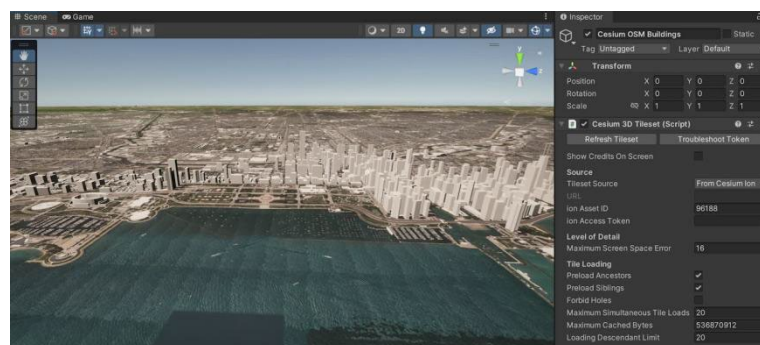 Scene Game
2D
y
z
Inspector
Cesium OSM Buildings Static
Tag Untagged Layer Default
Transform
Position X 0 Y 0 Z 0
Rotation X 0 Y 0 Z 0
Scale X 1 Y 1 Z 1
Cesium 3D Tileset (Script)
Refresh Tileset Troubleshoot Token
Show Credits On Screen
Source
Tileset Source From Cesium Ion
URL
ion Asset ID 96188
ion Access Token
Level of Detail
Maximum Screen Space Error 16
Tile Loading
Preload Ancestors
Preload Siblings
Forbid Holes
Maximum Simultaneous Tile Loads 20
Maximum Cached Bytes 536870912
Loading Descendant Limit 20